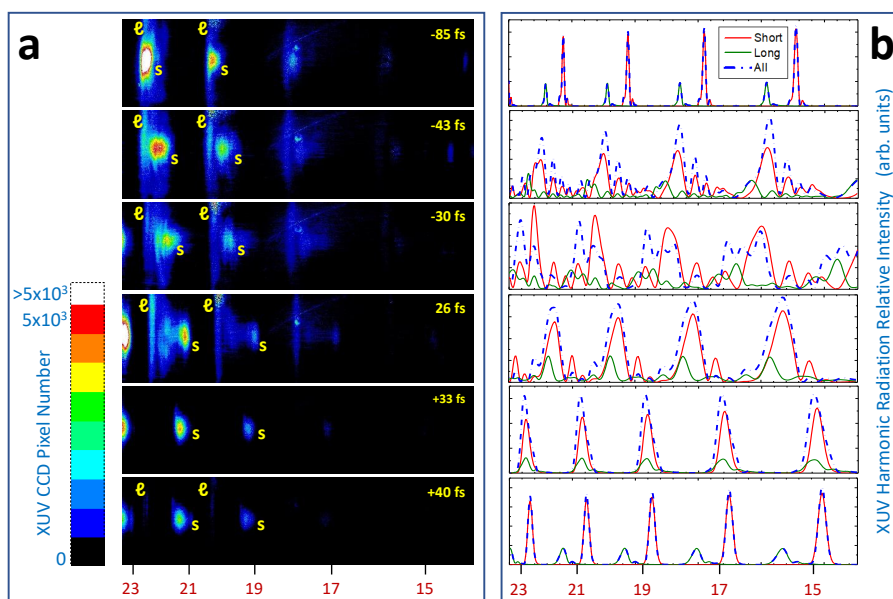 a
ℓ
ℓ
-85 fs
s
s
ℓ
ℓ
-43 fs
s
s
ℓ
ℓ
-30 fs
s
s
ℓ
ℓ
26 fs
s
s
+33 fs
s
s
ℓ
ℓ
+40 fs
s
s
>5x10³
5x10³
0
XUV CCD Pixel Number
23 21 19 17 15
b
Short
Long
All
XUV Harmonic Radiation Relative Intensity (arb. units)
23 21 19 17 15